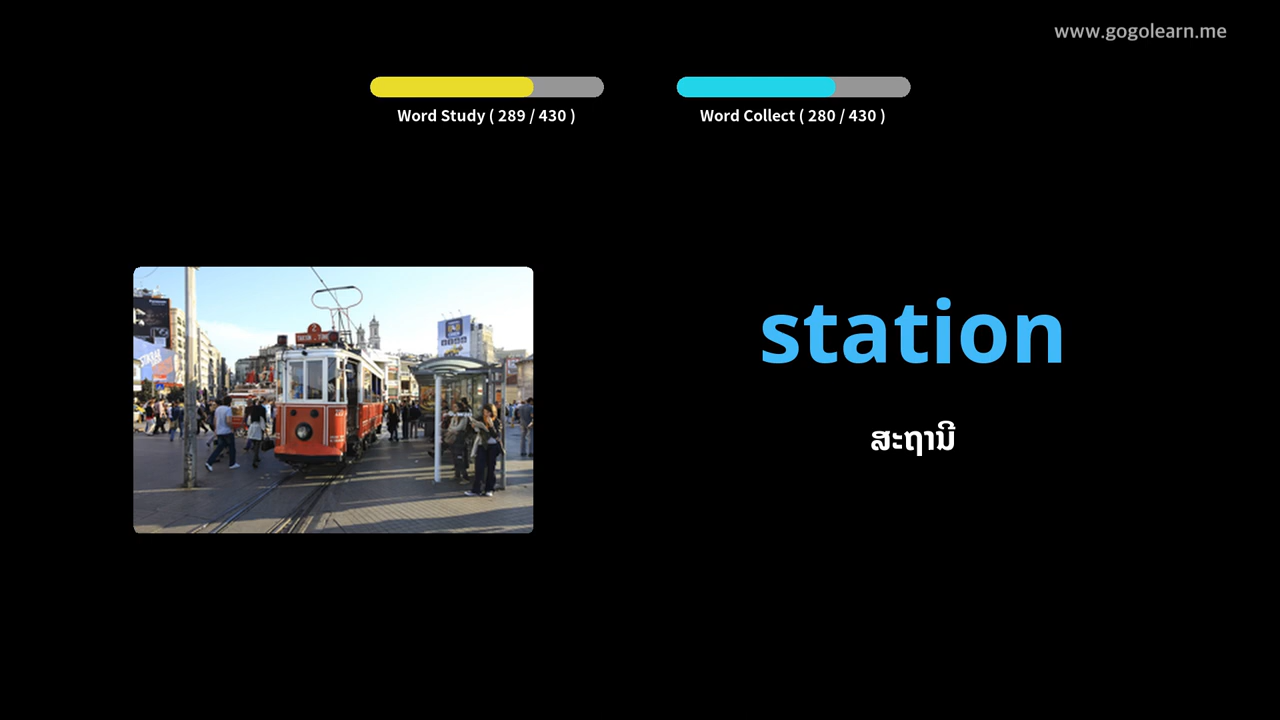 www.gogolearn.me
Word Study ( 289 / 430 )
Word Collect ( 280 / 430 )
station
ສະຖານີ